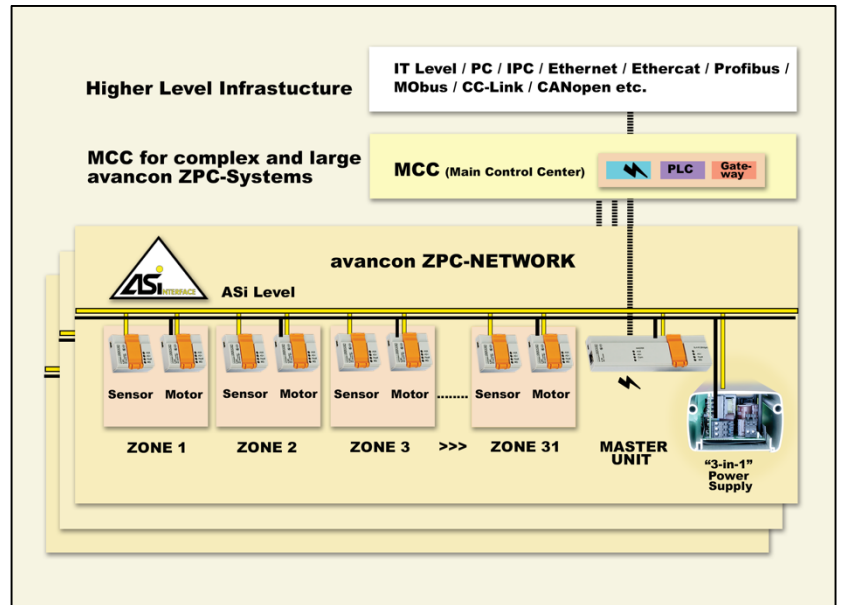 Higher Level Infrastucture
IT Level / PC / IPC / Ethernet / Ethercat / Profibus /
MObus / CC-Link / CANopen etc.
MCC for complex and large
avancon ZPC-Systems
MCC (Main Control Center)
PLC
Gate-
way
avancon ZPC-NETWORK
ASi
INTERFACE
ASi Level
Sensor Motor
Sensor Motor
Sensor Motor
........
Sensor Motor
ZONE 1
ZONE 2
ZONE 3
>>>
ZONE 31
MASTER
UNIT
“3-in-1”
Power
Supply